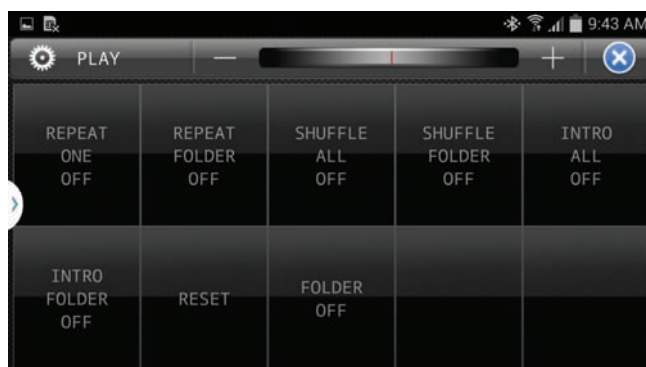 9:43 AM
PLAY
REPEAT
ONE
OFF
REPEAT
FOLDER
OFF
SHUFFLE
ALL
OFF
SHUFFLE
FOLDER
OFF
INTRO
ALL
OFF
INTRO
FOLDER
OFF
RESET
FOLDER
OFF